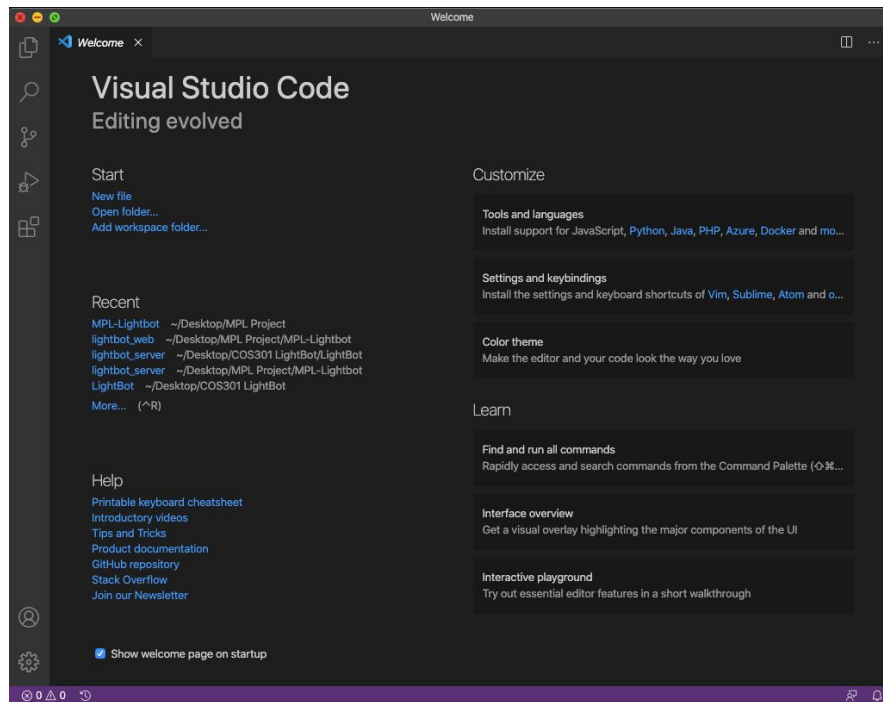 Welcome
Welcome
Visual Studio Code
Editing evolved
Start
New file
Open folder...
Add workspace folder...
Recent
MPL-Lightbot ~/Desktop/MPL Project
lightbot_web ~/Desktop/MPL Project/MPL-Lightbot
lightbot_server ~/Desktop/COS301 LightBot/LightBot
lightbot_server ~/Desktop/MPL Project/MPL-Lightbot
LightBot ~/Desktop/COS301 LightBot
More... (^R)
Help
Printable keyboard cheatsheet
Introductory videos
Tips and Tricks
Product documentation
GitHub repository
Stack Overflow
Join our Newsletter
Show welcome page on startup
Customize
Tools and languages
Install support for JavaScript, Python, Java, PHP, Azure, Docker and mo...
Settings and keybindings
Install the settings and keyboard shortcuts of Vim, Sublime, Atom and o...
Color theme
Make the editor and your code look the way you love
Learn
Find and run all commands
Rapidly access and search commands from the Command Palette (⇧⌘...
Interface overview
Get a visual overlay highlighting the major components of the UI
Interactive playground
Try out essential editor features in a short walkthrough
0 0